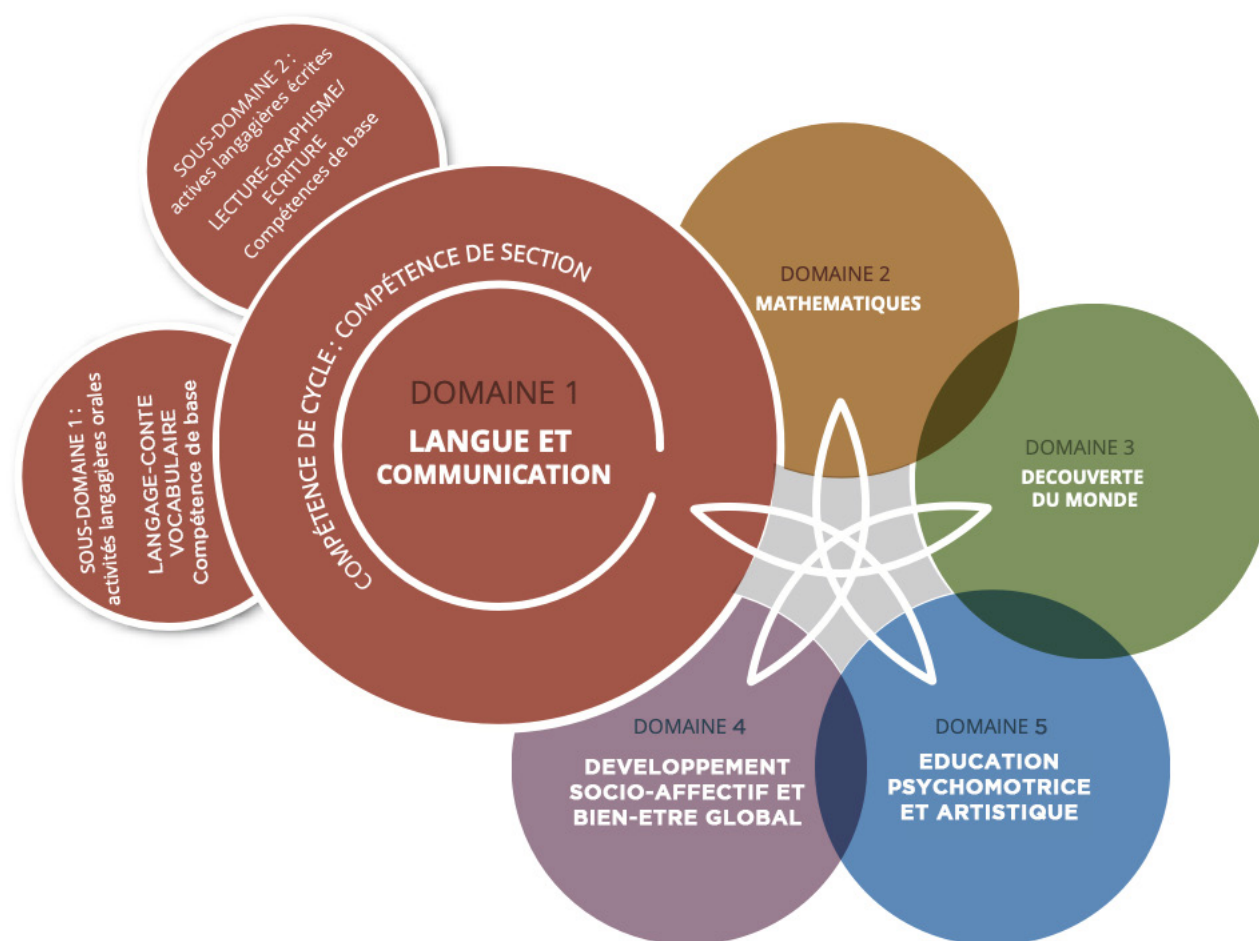 SOUS-DOMAINE 2 :
actives langagières écrites
LECTURE-GRAPHISME/
ECRITURE
Compétences de base
SOUS-DOMAINE 1 :
activités langagières orales
LANGAGE-CONTE
VOCABULAIRE
Compétence de base
COMPÉTENCE DE CYCLE : COMPÉTENCE DE SECTION
DOMAINE 1
LANGUE ET
COMMUNICATION
DOMAINE 2
MATHEMATIQUES
DOMAINE 3
DECOUVERTE
DU MONDE
DOMAINE 4
DEVELOPPEMENT
SOCIO-AFFECTIF ET
BIEN-ETRE GLOBAL
DOMAINE 5
EDUCATION
PSYCHOMOTRICE
ET ARTISTIQUE